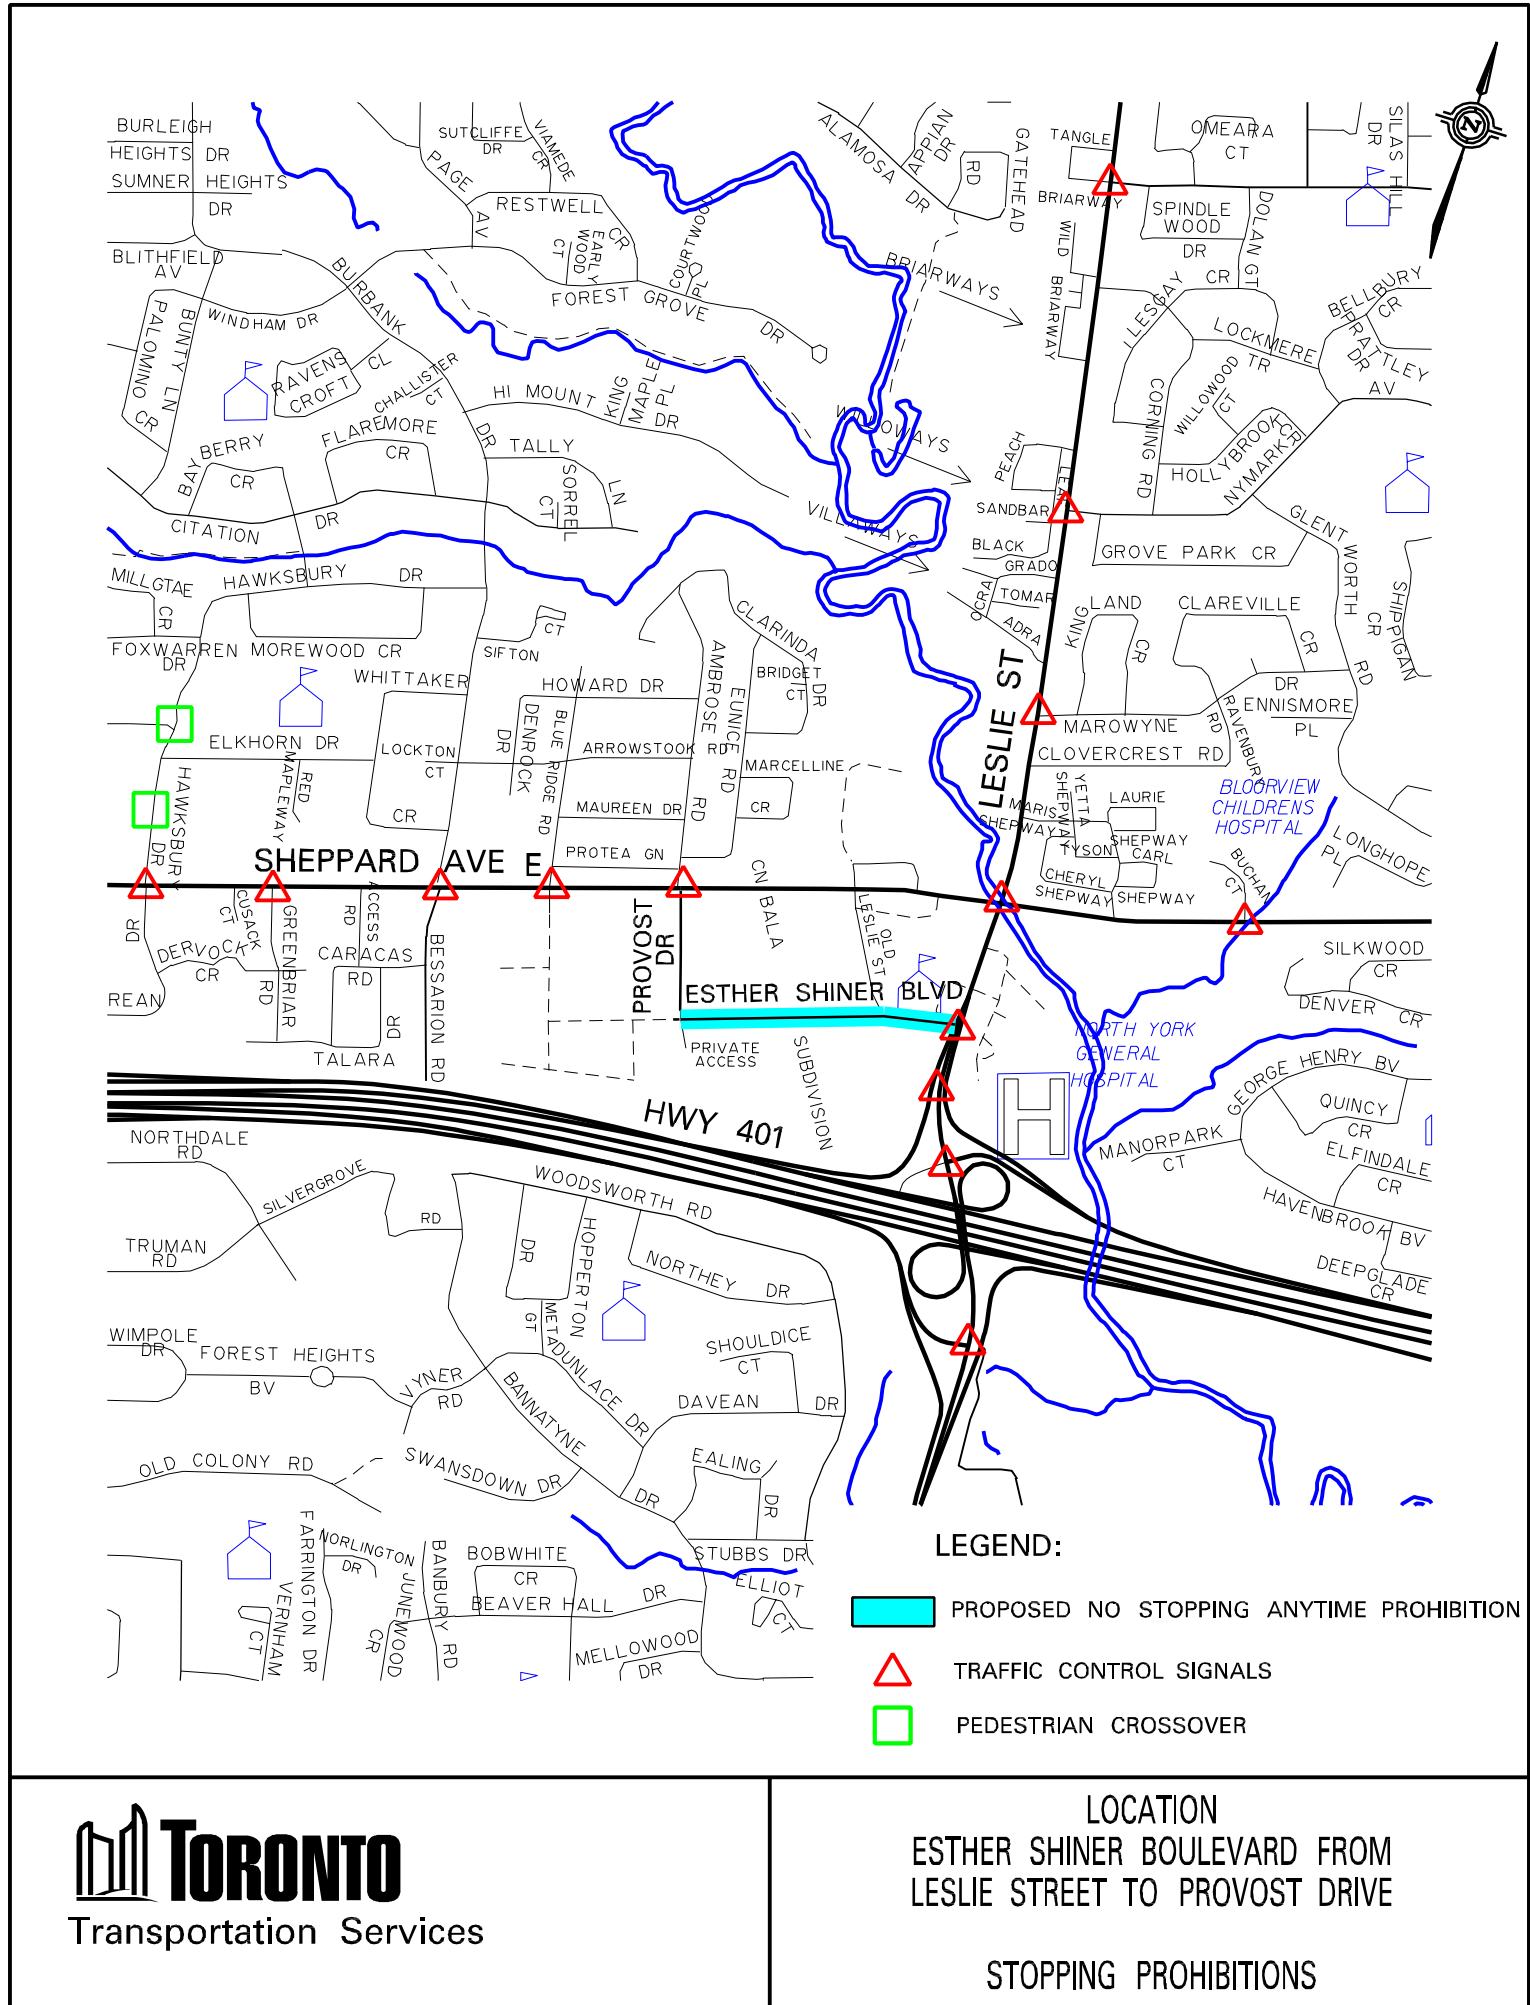 BURLEIGH
HEIGHTS DR
SUMNER HEIGHTS
DR
BLITHFIELD
AV
SUTCLIFFE
DR
VIAMEDE
CR
PAGE
AV
RESTWELL
CR
EARLY
WOOD
CT
COURTWOOD
PL
FOREST GROVE
DR
BURBANK
DR
WINDHAM DR
BUNTY LN
PALOMINO
CR
RAVENS
CROFT
CL
CHALLISTER
CT
FLAREMORE
CR
BAYBERRY
CR
CITATION
DR
HI MOUNT
DR
KING
MAPLE
PL
TALLY
LN
SORREL
CT
ALAMOSA DR
APPIAN
DR
RD
GATEHEAD
TANGLE
BRIARWAY
WILD
BRIARWAY
BRIARWAYS
WILLOWAYS
VILLAWAYS
OMEARA
CT
SILAS HILL
DR
SPINDLE
WOOD
DR
DOLAN GT
ILESGAY
CR
LOCKMERE
TR
BELLBURY
CR
PRATTLEY
DR
AV
WILLOWOOD
CT
CORNING RD
HOLLYBROOK
CR
NYMARK
PEACH
LEAF
SANDBAR
BLACK
GRADO
OCRA
TOMAR
ADRA
GROVE PARK CR
GLENTWORTH
RD
SHIPPIGAN
CR
KING
LAND
CR
CLAREVILLE
CR
MILLGTAE
CR
HAWKSBURY
DR
FOXWARREN
DR
MOREWOOD CR
WHITTAKER
CR
SIFTON
CT
HOWARD DR
DENROCK
DR
BLUE RIDGE RD
AMBROSE
RD
EUNICE RD
CLARINDA
DR
BRIDGET
CT
ARROWSTOOK RD
MARCELLINE
CR
MAUREEN DR
PROTEA GN
ELKHORN DR
LOCKTON
CT
RED
MAPLEWAY
HAWKSBURY
DR
LESLIE ST
MAROWYNE
DR
ENNISMORE
PL
RAVENBURY
RD
CLOVERCREST RD
BLOORVIEW
CHILDRENS
HOSPITAL
MARIS
SHEPWAY
YETTA
SHEPWAY
LAURIE
SHEPWAY
TYSON
CARL
SHEPWAY
CHERYL
SHEPWAY
BUCHAN
CT
LONGHOPE
PL
SHEPPARD AVE E
DR
CUSACK
CT
DERVOCK
CR
GREENBRIAR
RD
ACCESS
RD
CARACAS
RD
TALARA
DR
BESSARION RD
REAN
PROVOST
DR
CN BALA
SUBDIVISION
OLD
LESLIE ST
ESTHER SHINER BLVD
PRIVATE
ACCESS
NORTH YORK
GENERAL
HOSPITAL
H
SILKWOOD
CR
DENVER CR
GEORGE HENRY BV
QUINCY
CR
MANORPARK
CT
ELFINDALE
CR
HAVENBROOK BV
DEEPGLADE
CR
HWY 401
NORTHDALE
RD
SILVERGROVE
RD
TRUMAN
RD
WOODSWORTH RD
HOPPERTON
DR
NORTHEY DR
META
GT
DUNLACE DR
SHOULDICE
CT
WIMPOLE
DR
FOREST HEIGHTS
BV
VYNER
RD
BANNATYNE
DR
DAVEAN
DR
OLD COLONY RD
SWANSDOWN DR
EALING
DR
STUBBS DR
ELLIOT
CT
FARRINGTON DR
VERNHAM
CT
NORLINGTON
DR
JUNEWOOD
CR
BANBURY RD
BOBWHITE
CR
BEAVER HALL
DR
MELLOWOOD
DR
N
LEGEND:
PROPOSED NO STOPPING ANYTIME PROHIBITION
TRAFFIC CONTROL SIGNALS
PEDESTRIAN CROSSOVER
TORONTO
Transportation Services
LOCATION
ESTHER SHINER BOULEVARD FROM
LESLIE STREET TO PROVOST DRIVE
STOPPING PROHIBITIONS